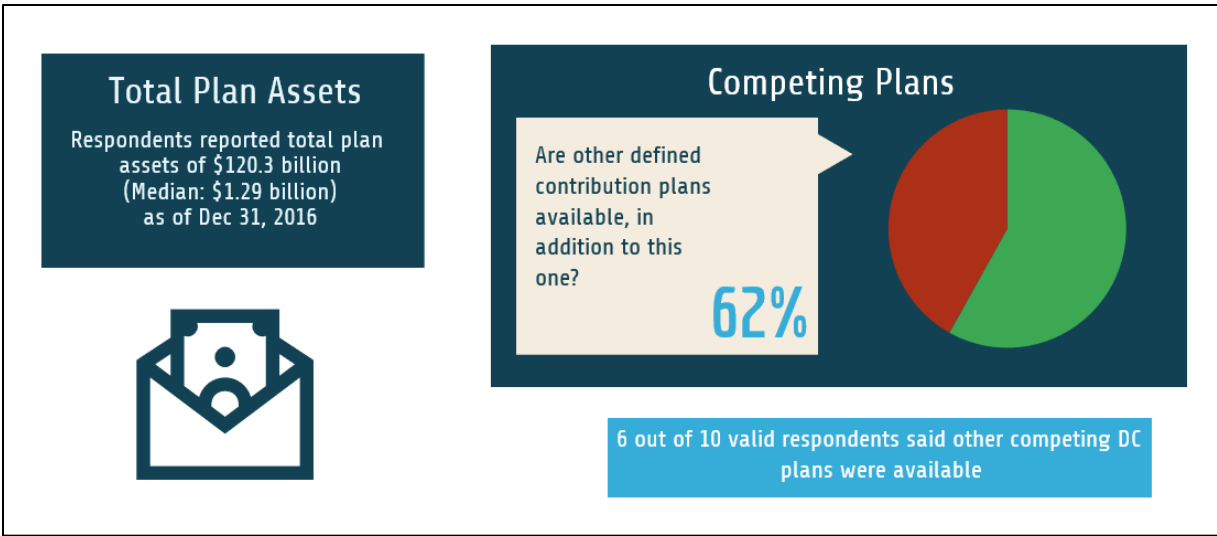 Total Plan Assets
Respondents reported total plan
assets of $120.3 billion
(Median: $1.29 billion)
as of Dec 31, 2016
Competing Plans
Are other defined
contribution plans
available, in
addition to this
one?
62%
6 out of 10 valid respondents said other competing DC
plans were available